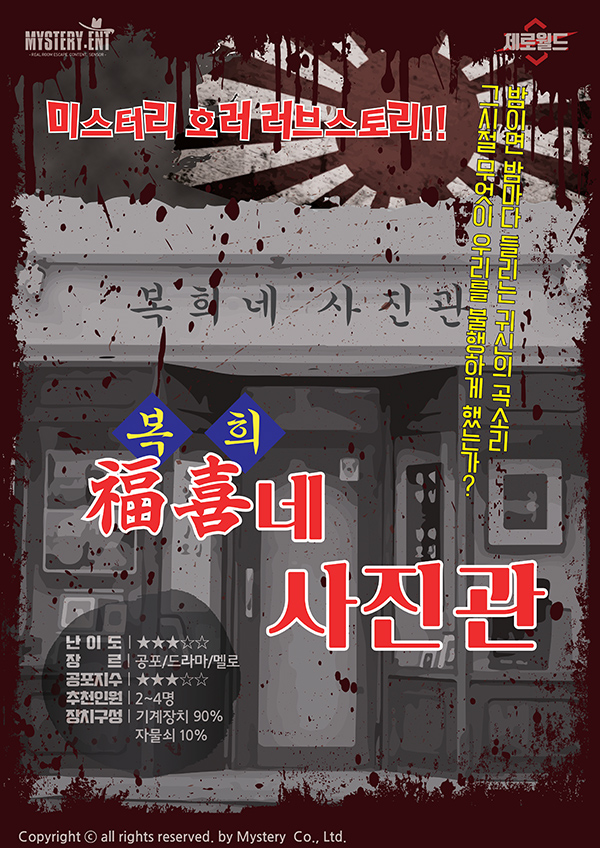 MYSTERY.ENT
- REAL ROOM ESCAPE CONTENT SENSOR -
제로월드
미스터리 호러 러브스토리!!
밤이면 밤마다 들리는 귀신의 곡소리
그시절 무엇이 우리를 불행하게 했는가?
복희네 사진관
복 희
福喜네
사진관
난 이 도 | ★★★☆☆
장 르 | 공포/드라마/멜로
공포지수 | ★★★☆☆
추천인원 | 2~4명
장치구성 | 기계장치 90%
자물쇠 10%
Copyright ⓒ all rights reserved. by Mystery Co., Ltd.